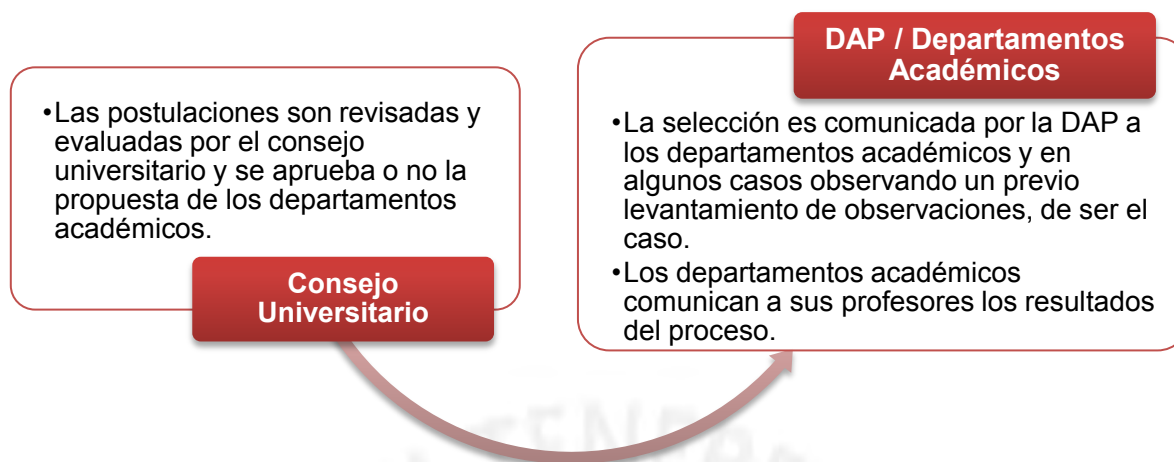 •Las postulaciones son revisadas y
evaluadas por el consejo
universitario y se aprueba o no la
propuesta de los departamentos
académicos.
Consejo
Universitario
DAP / Departamentos
Académicos
•La selección es comunicada por la DAP a
los departamentos académicos y en
algunos casos observando un previo
levantamiento de observaciones, de ser el
caso.
•Los departamentos académicos
comunican a sus profesores los resultados
del proceso.